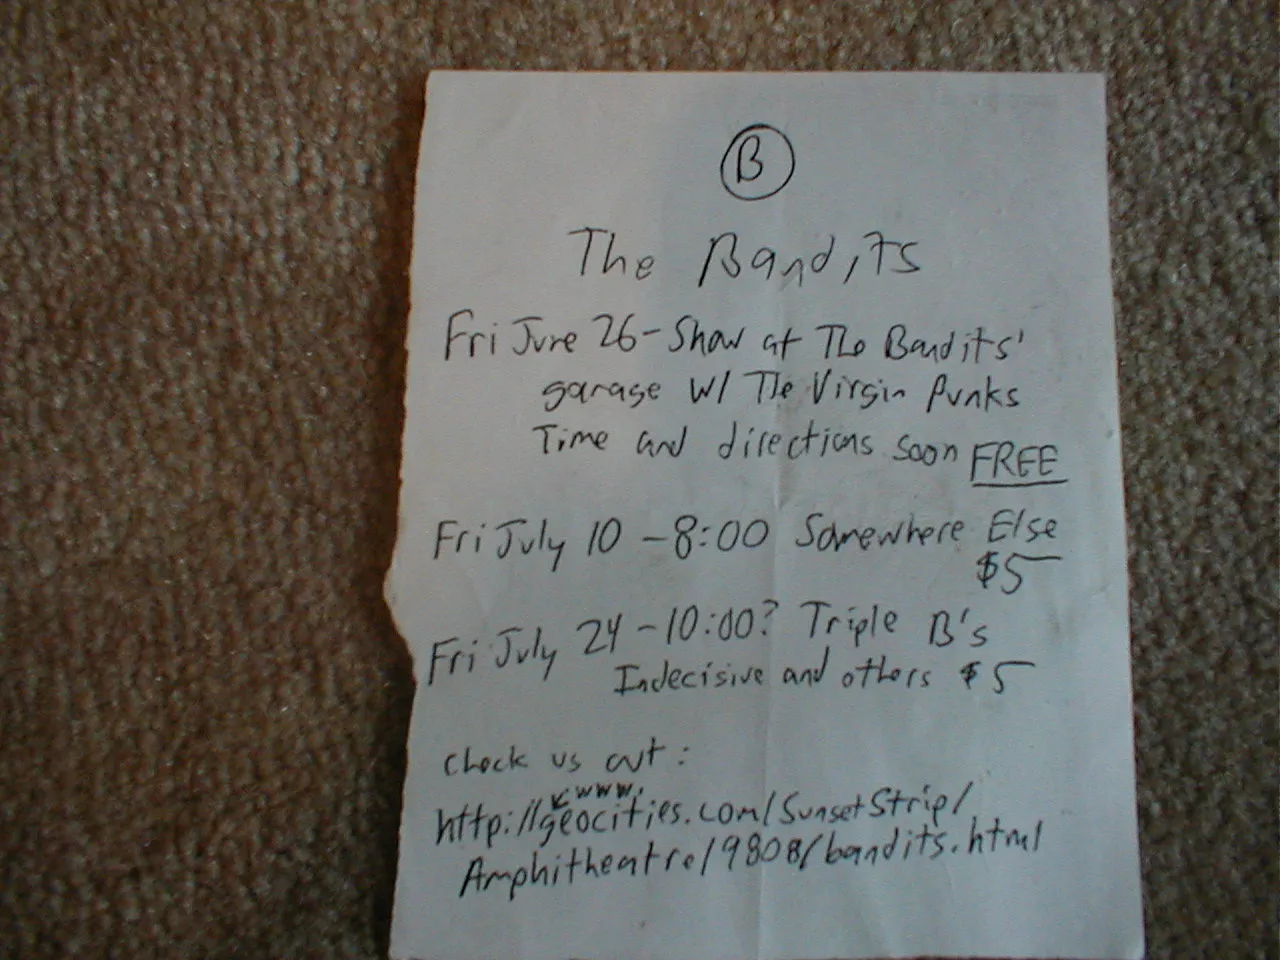 B
The Bandits
Fri June 26 - Show at The Bandits'
garage w/ The Virgin Punks
Time and directions soon FREE
Fri July 10 - 8:00 Somewhere Else
$5
Fri July 24 - 10:00? Triple B's
Indecisive and others $5
check us out:
www.
http://geocities.com/SunsetStrip/
Amphitheatre/9808/bandits.html